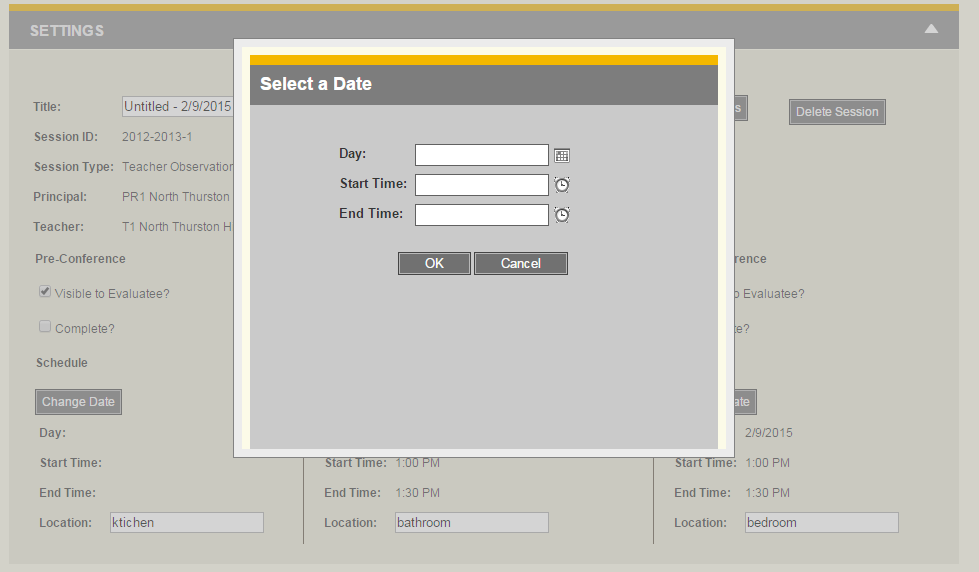 SETTINGS
Select a Date
Title: Untitled - 2/9/2015
Delete Session
Session ID: 2012-2013-1
Session Type: Teacher Observation
Principal: PR1 North Thurston
Teacher: T1 North Thurston H
Day:
Start Time:
End Time:
OK Cancel
Pre-Conference
rence
Visible to Evaluatee?
Evaluatee?
Complete?
te?
Schedule
Change Date
ate
Day:
2/9/2015
Start Time:
Start Time: 1:00 PM
Start Time: 1:00 PM
End Time:
End Time: 1:30 PM
End Time: 1:30 PM
Location: ktichen
Location: bathroom
Location: bedroom